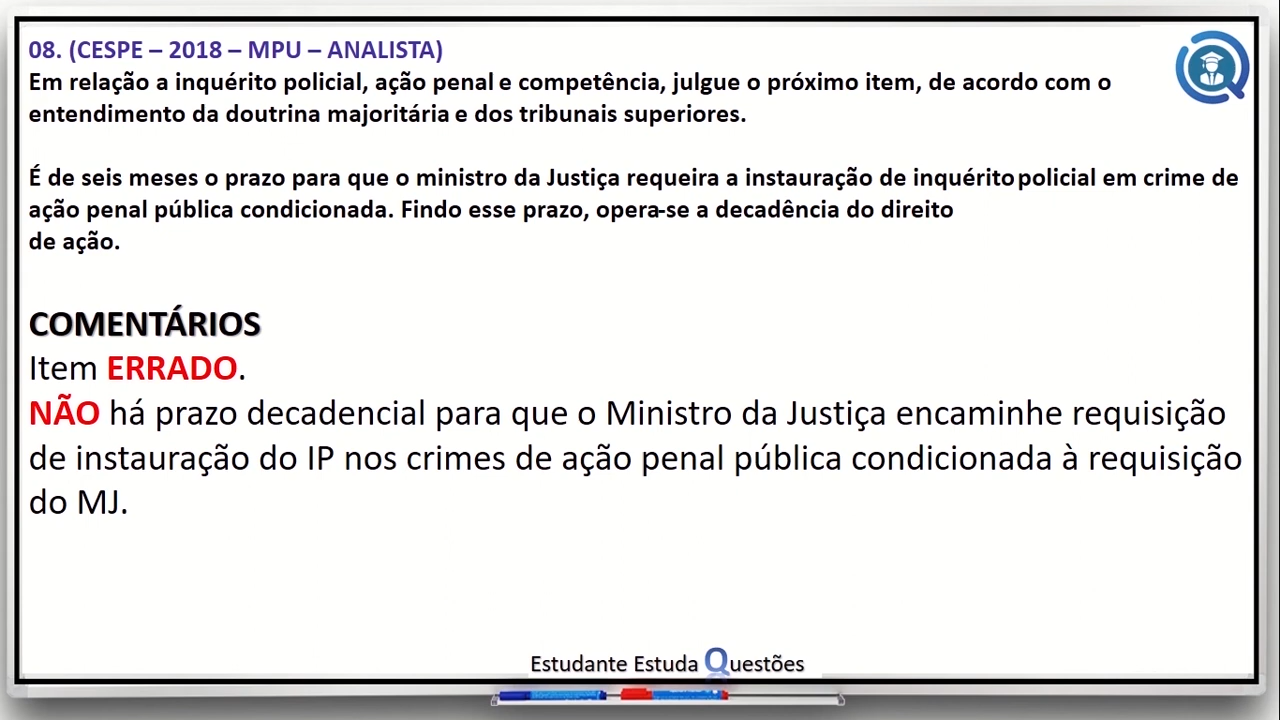 08. (CESPE – 2018 – MPU – ANALISTA)
Em relação a inquérito policial, ação penal e competência, julgue o próximo item, de acordo com o
entendimento da doutrina majoritária e dos tribunais superiores.
É de seis meses o prazo para que o ministro da Justiça requeira a instauração de inquérito policial em crime de
ação penal pública condicionada. Findo esse prazo, opera-se a decadência do direito
de ação.
COMENTÁRIOS
Item ERRADO.
NÃO há prazo decadencial para que o Ministro da Justiça encaminhe requisição
de instauração do IP nos crimes de ação penal pública condicionada à requisição
do MJ.
Estudante Estuda Questões